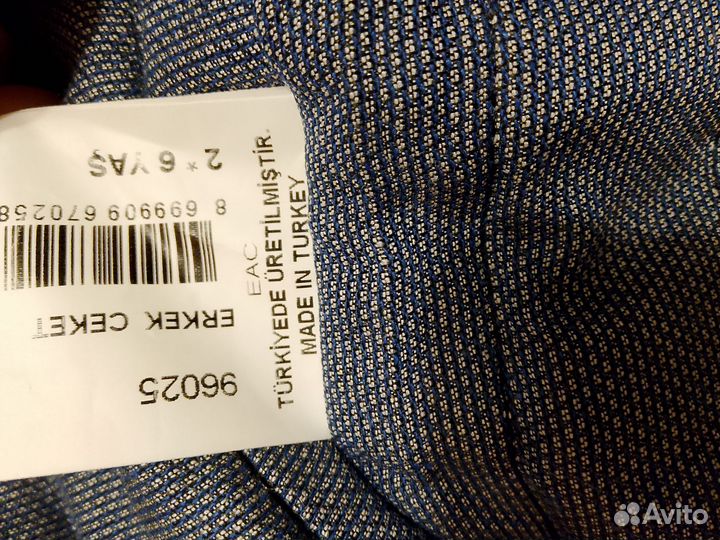 96025
ERKEK CEKET
8 699909 670258
2 * 6 YAŞ
EAC
TÜRKİYEDE ÜRETİLMİŞTİR.
MADE IN TURKEY
Avito